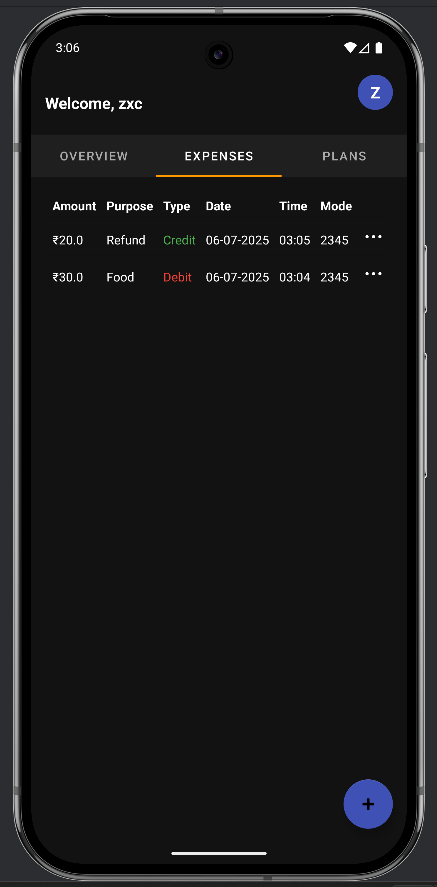 3:06
Z
Welcome, zxc
OVERVIEW EXPENSES PLANS
Amount Purpose Type Date Time Mode
₹20.0 Refund Credit 06-07-2025 03:05 2345 •••
₹30.0 Food Debit 06-07-2025 03:04 2345 •••
+